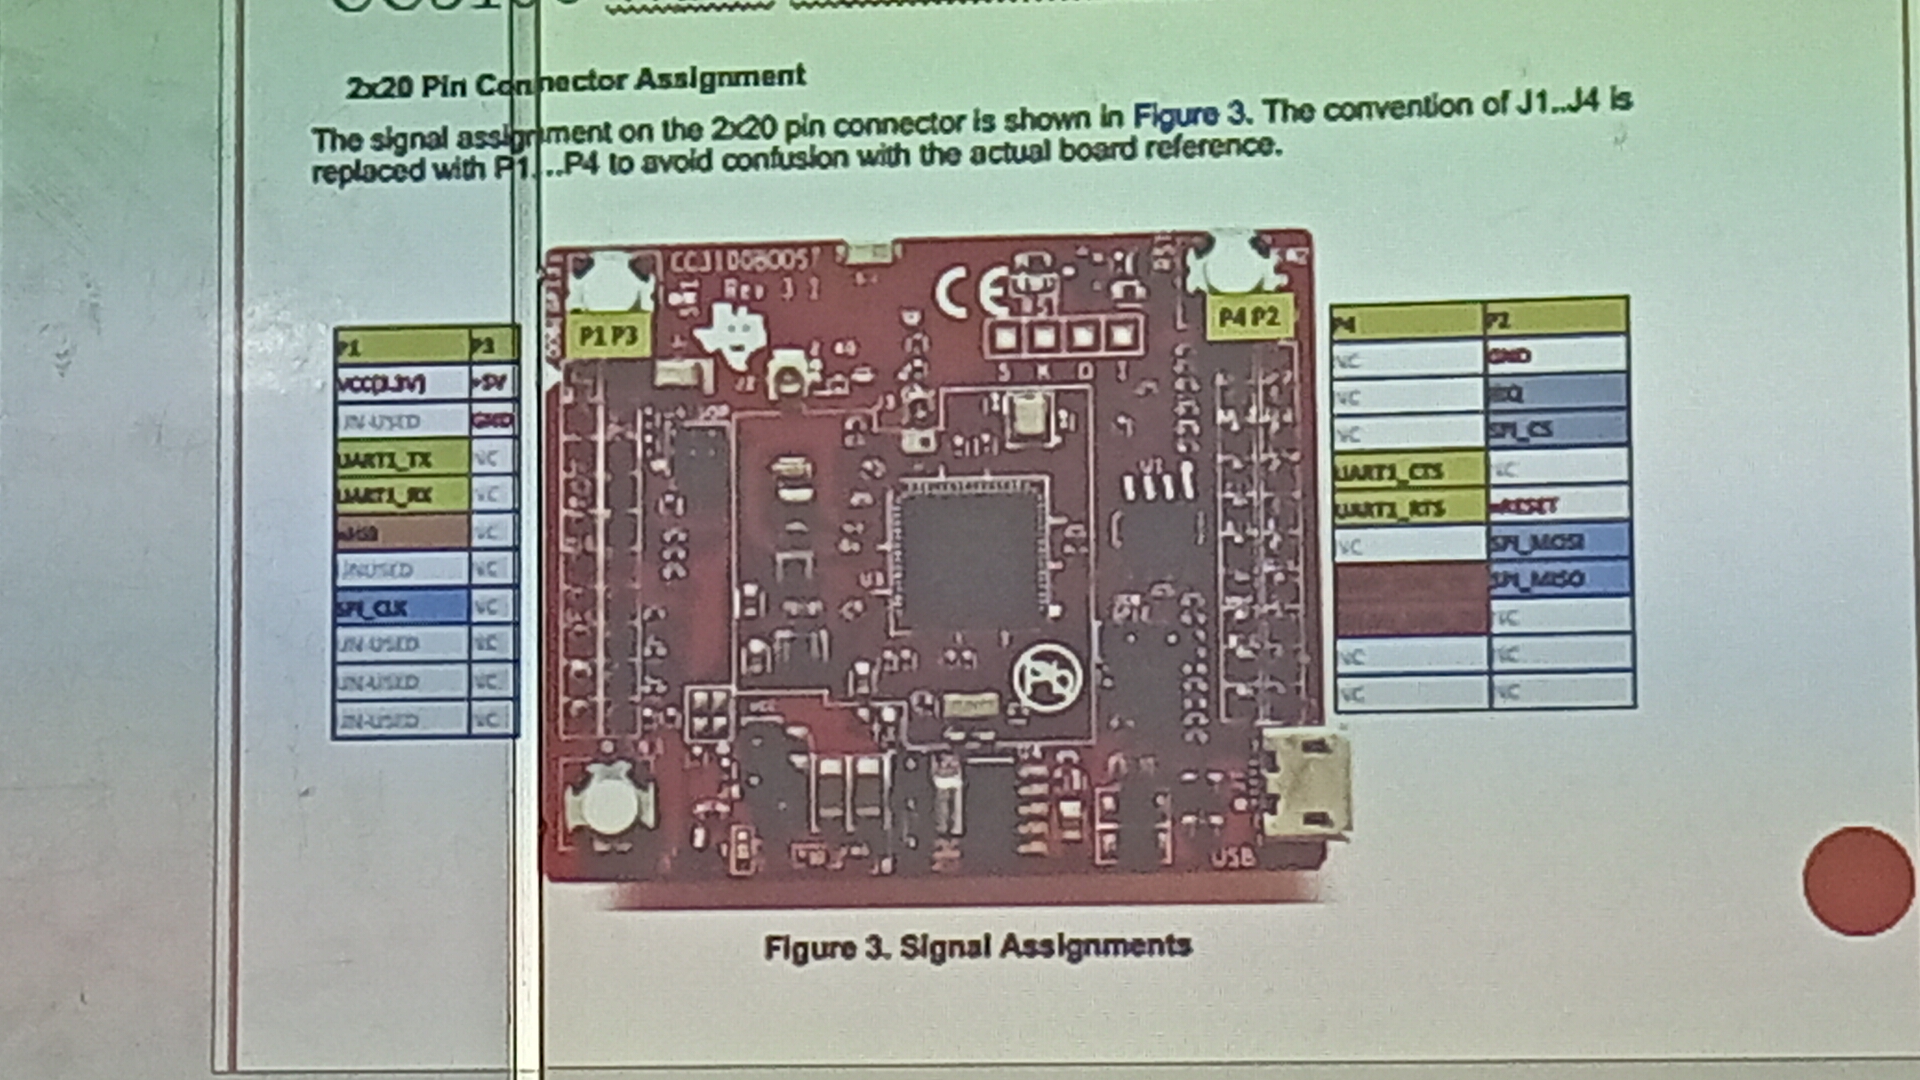 2x20 Pin Connector Assignment
The signal assignment on the 2x20 pin connector is shown in Figure 3. The convention of J1..J4 is
replaced with P1....P4 to avoid confusion with the actual board reference.
CC3100BOOST
Rev 3.2
CE
P1 P3
P4 P2
P1 P3
VCC(3.3V) +5V
UN-USED GND
UART1_TX NC
UART1_RX NC
nHIB NC
UNUSED NC
SPI_CLK NC
UN-USED NC
UN-USED NC
UN-USED NC
P4 P2
NC GND
NC IRQ
NC SPI_CS
UART1_CTS NC
UART1_RTS nRESET
NC SPI_MOSI
SPI_MISO
NC
NC NC
NC NC
USB
Figure 3. Signal Assignments